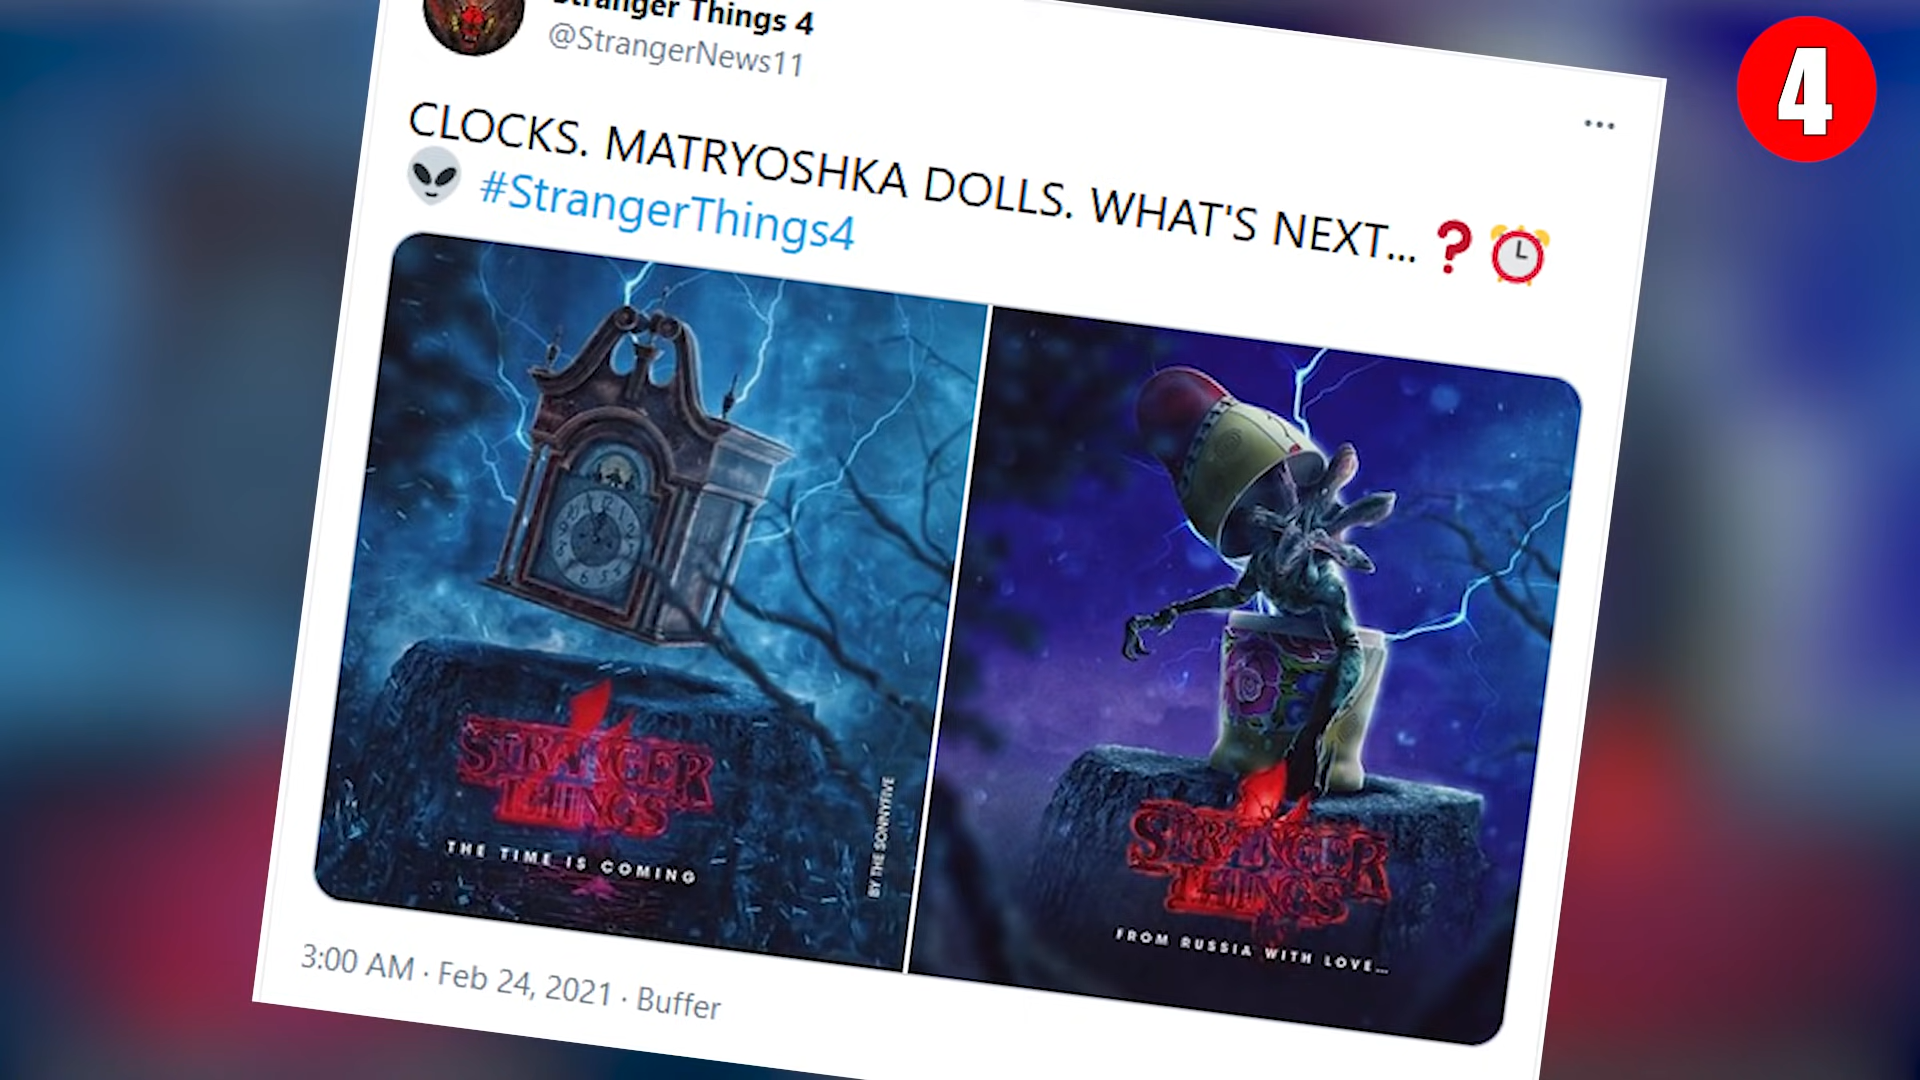 Stranger Things 4
@StrangerNews11
4
CLOCKS. MATRYOSHKA DOLLS. WHAT'S NEXT... ❓⏰
👽 #StrangerThings4
STRANGER
THINGS
THE TIME IS COMING
BY THE SONNYFIVE
STRANGER
THINGS
FROM RUSSIA WITH LOVE...
3:00 AM · Feb 24, 2021 · Buffer